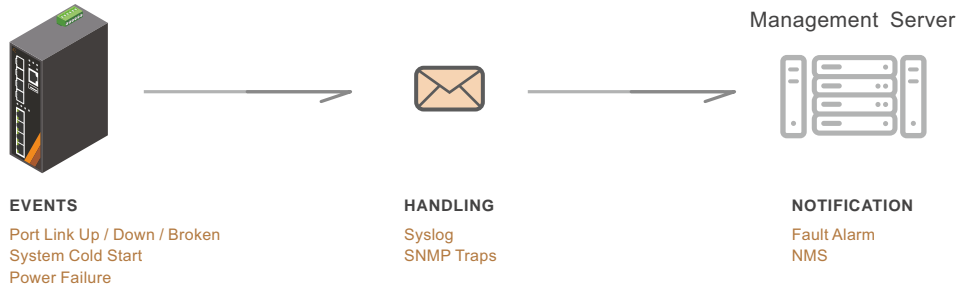 Management Server
EVENTS
Port Link Up / Down / Broken
System Cold Start
Power Failure
HANDLING
Syslog
SNMP Traps
NOTIFICATION
Fault Alarm
NMS